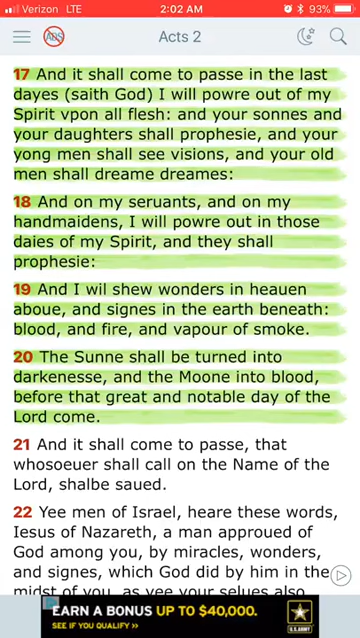 Verizon LTE 2:02 AM 93%
ADS Acts 2
17 And it shall come to passe in the last
dayes (saith God) I will powre out of my
Spirit vpon all flesh: and your sonnes and
your daughters shall prophesie, and your
yong men shall see visions, and your old
men shall dreame dreames:
18 And on my seruants, and on my
handmaidens, I will powre out in those
daies of my Spirit, and they shall
prophesie:
19 And I wil shew wonders in heauen
aboue, and signes in the earth beneath:
blood, and fire, and vapour of smoke.
20 The Sunne shall be turned into
darkenesse, and the Moone into blood,
before that great and notable day of the
Lord come.
21 And it shall come to passe, that
whosoeuer shall call on the Name of the
Lord, shalbe saued.
22 Yee men of Israel, heare these words,
Iesus of Nazareth, a man approued of
God among you, by miracles, wonders,
and signes, which God did by him in the
midst of you, as yee your selues also
EARN A BONUS UP TO $40,000.
SEE IF YOU QUALIFY >>
U.S. ARMY